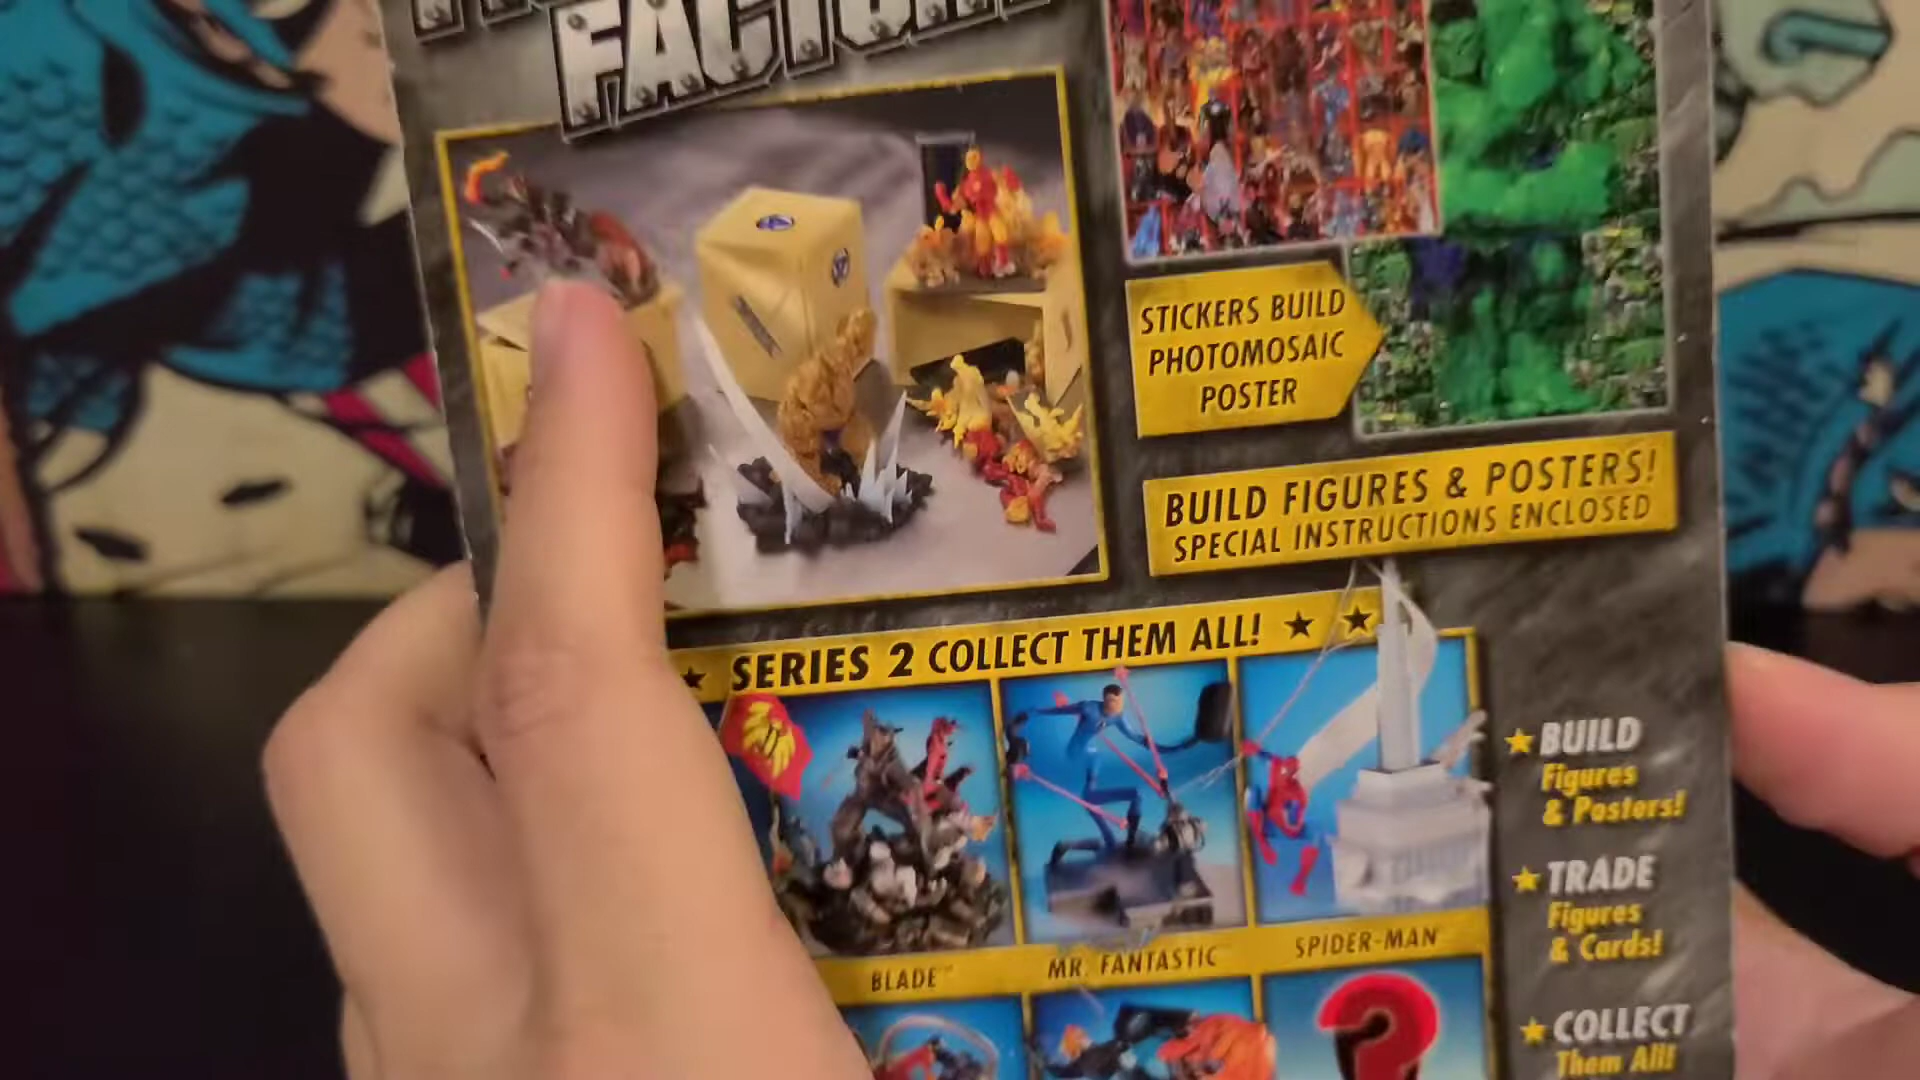 FACTORY
STICKERS BUILD
PHOTOMOSAIC
POSTER
BUILD FIGURES & POSTERS!
SPECIAL INSTRUCTIONS ENCLOSED
★ SERIES 2 COLLECT THEM ALL! ★ ★
BLADE™
MR. FANTASTIC
SPIDER-MAN
?
★ BUILD
Figures
& Posters!
★ TRADE
Figures
& Cards!
★ COLLECT
Them All!